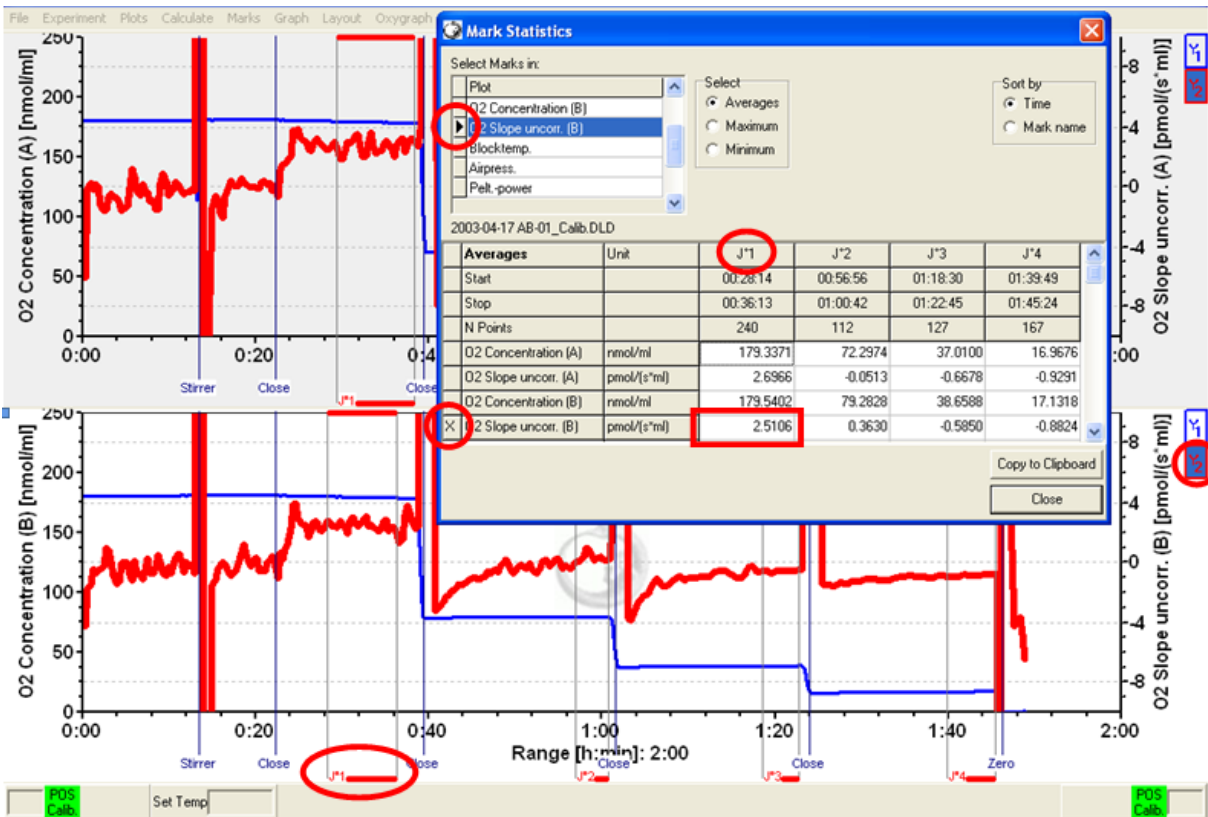 File Experiment Plots Calculate Marks Graph Layout Oxygraph
Mark Statistics
Select Marks in:
Plot
O2 Concentration (B)
O2 Slope uncorr. (B)
Blocktemp.
Airpress.
Pelt.-power
Select
Averages
Maximum
Minimum
Sort by
Time
Mark name
2003-04-17 AB-01_Calib.DLD
Averages Unit J°1 J°2 J°3 J°4
Start 00:28:14 00:56:56 01:18:30 01:39:49
Stop 00:36:13 01:00:42 01:22:45 01:45:24
N Points 240 112 127 167
O2 Concentration (A) nmol/ml 179.3371 72.2974 37.0100 16.9676
O2 Slope uncorr. (A) pmol/(s*ml) 2.6966 -0.0513 -0.6678 -0.9291
O2 Concentration (B) nmol/ml 179.5402 79.2828 38.6588 17.1318
X O2 Slope uncorr. (B) pmol/(s*ml) 2.5106 0.3630 -0.5850 -0.8824
Copy to Clipboard
Close
O2 Concentration (A) [nmol/ml]
250
200
150
100
50
0
0:00 0:20 0:4 :00
Stirrer Close Close
J°1
8
4
0
-4
-8
O2 Slope uncorr. (A) [pmol/(s*ml)]
Y1
Y2
O2 Concentration (B) [nmol/ml]
250
200
150
100
50
0
0:00 0:20 0:40 1:00 1:20 1:40 2:00
Range [h:min]: 2:00
Stirrer Close Close Close Close Zero
J°1 J°2 J°3 J°4
8
4
0
-4
-8
O2 Slope uncorr. (B) [pmol/(s*ml)]
Y1
Y2
POS
Calib.
Set Temp
POS
Calib.